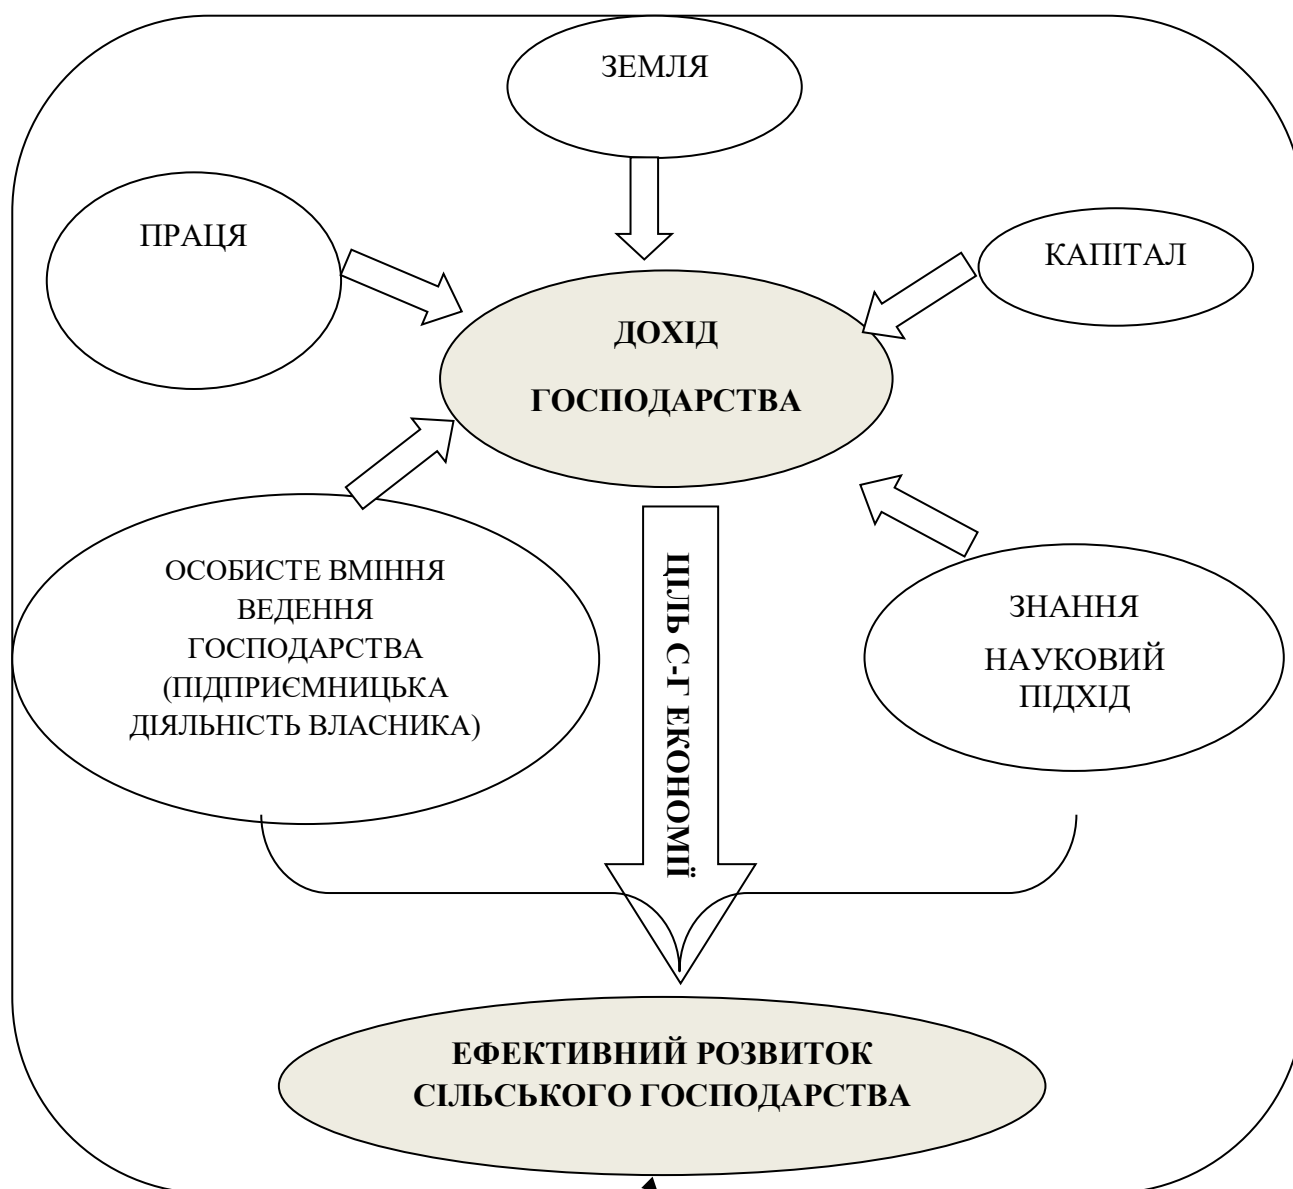 ЗЕМЛЯ
ПРАЦЯ
КАПІТАЛ
ДОХІД
ГОСПОДАРСТВА
ОСОБИСТЕ ВМІННЯ
ВЕДЕННЯ
ГОСПОДАРСТВА
(ПІДПРИЄМНИЦЬКА
ДІЯЛЬНІСТЬ ВЛАСНИКА)
ЦІЛЬ С-Г ЕКОНОМІЇ
ЗНАННЯ
НАУКОВИЙ
ПІДХІД
ЕФЕКТИВНИЙ РОЗВИТОК
СІЛЬСЬКОГО ГОСПОДАРСТВА